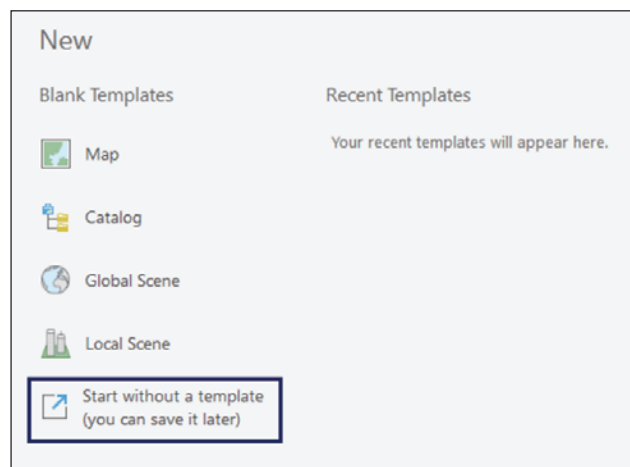 New
Blank Templates
Recent Templates
Your recent templates will appear here.
Map
Catalog
Global Scene
Local Scene
Start without a template
(you can save it later)